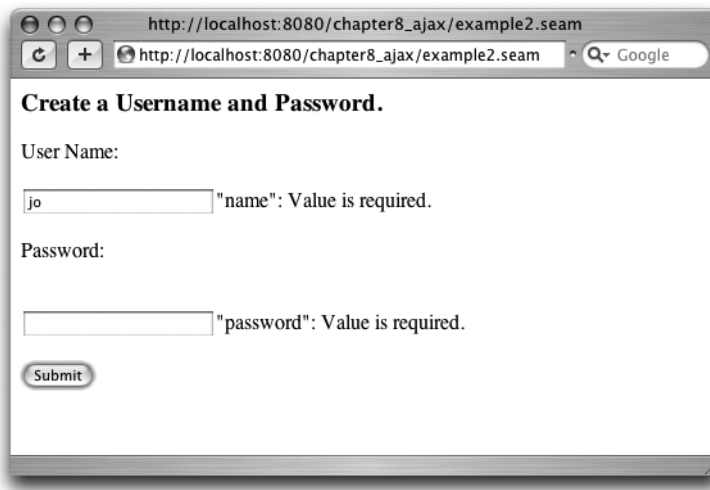 http://localhost:8080/chapter8_ajax/example2.seam
http://localhost:8080/chapter8_ajax/example2.seam
Google
Create a Username and Password.
User Name:
jo "name": Value is required.
Password:
"password": Value is required.
Submit